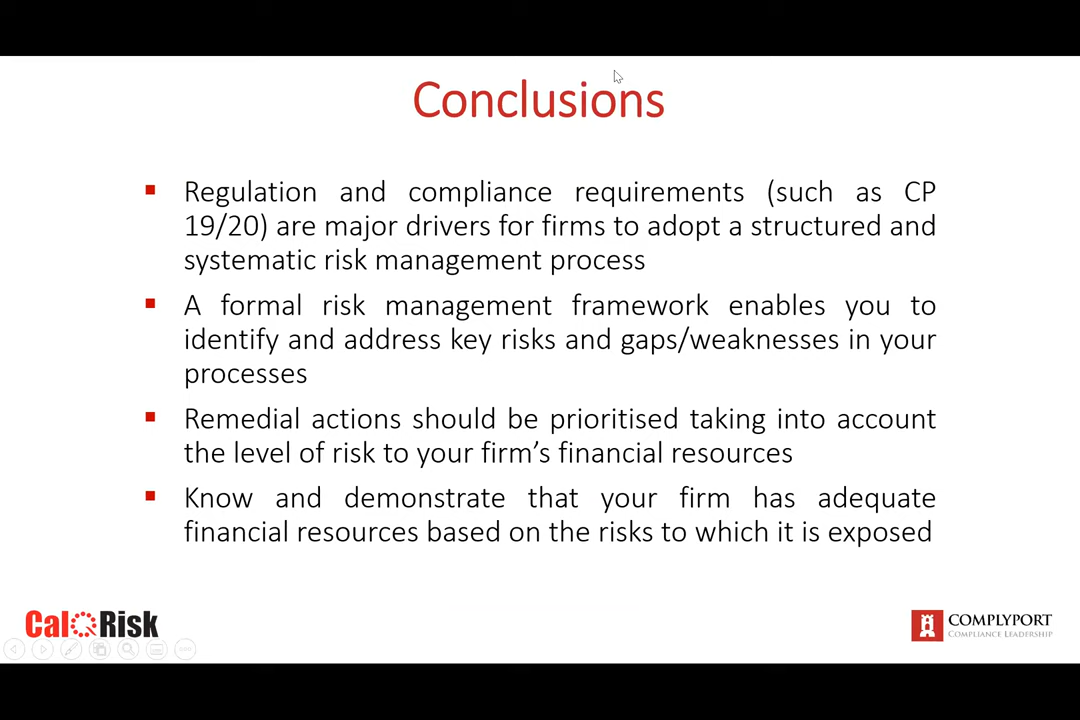 Conclusions
▪ Regulation and compliance requirements (such as CP
19/20) are major drivers for firms to adopt a structured and
systematic risk management process
▪ A formal risk management framework enables you to
identify and address key risks and gaps/weaknesses in your
processes
▪ Remedial actions should be prioritised taking into account
the level of risk to your firm's financial resources
▪ Know and demonstrate that your firm has adequate
financial resources based on the risks to which it is exposed
CalQRisk
COMPLYPORT
COMPLIANCE LEADERSHIP